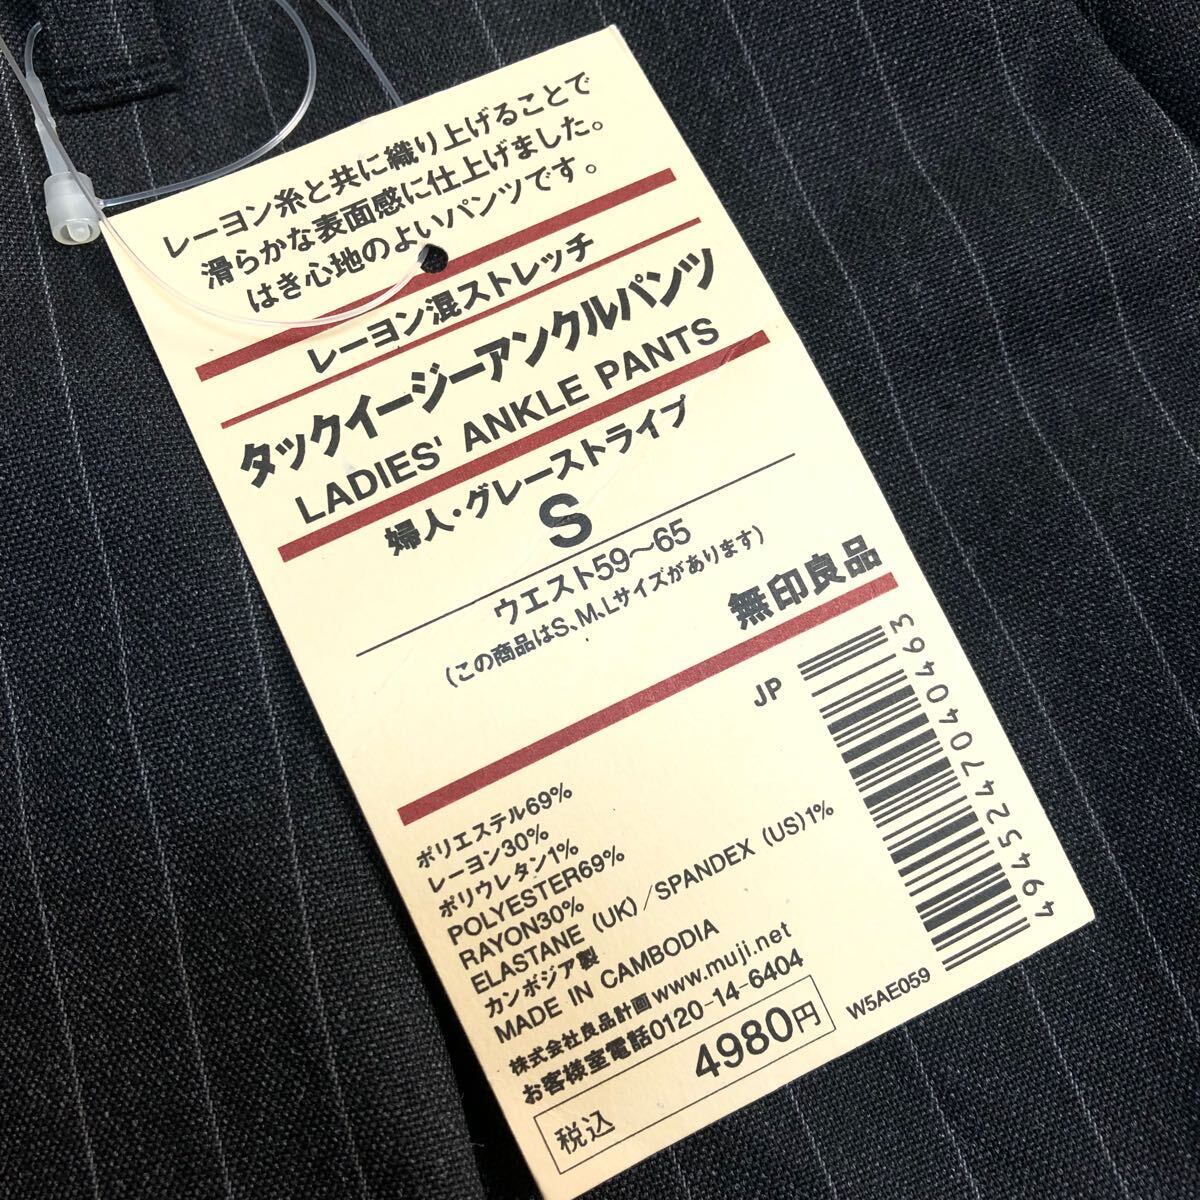 レーヨン糸と共に織り上げることで
滑らかな表面感に仕上げました。
はき心地のよいパンツです。
レーヨン混ストレッチ
タックイージーアンクルパンツ
LADIES' ANKLE PANTS
婦人・グレーストライプ
S
ウエスト59〜65
(この商品はS、M、Lサイズがあります)
無印良品
JP
4945247040463
ポリエステル69%
レーヨン30%
ポリウレタン1%
POLYESTER69%
RAYON30%
ELASTANE (UK) / SPANDEX (US)1%
カンボジア製
MADE IN CAMBODIA
株式会社良品計画www.muji.net
お客様室電話0120-14-6404
W5AE059
税込 4980円